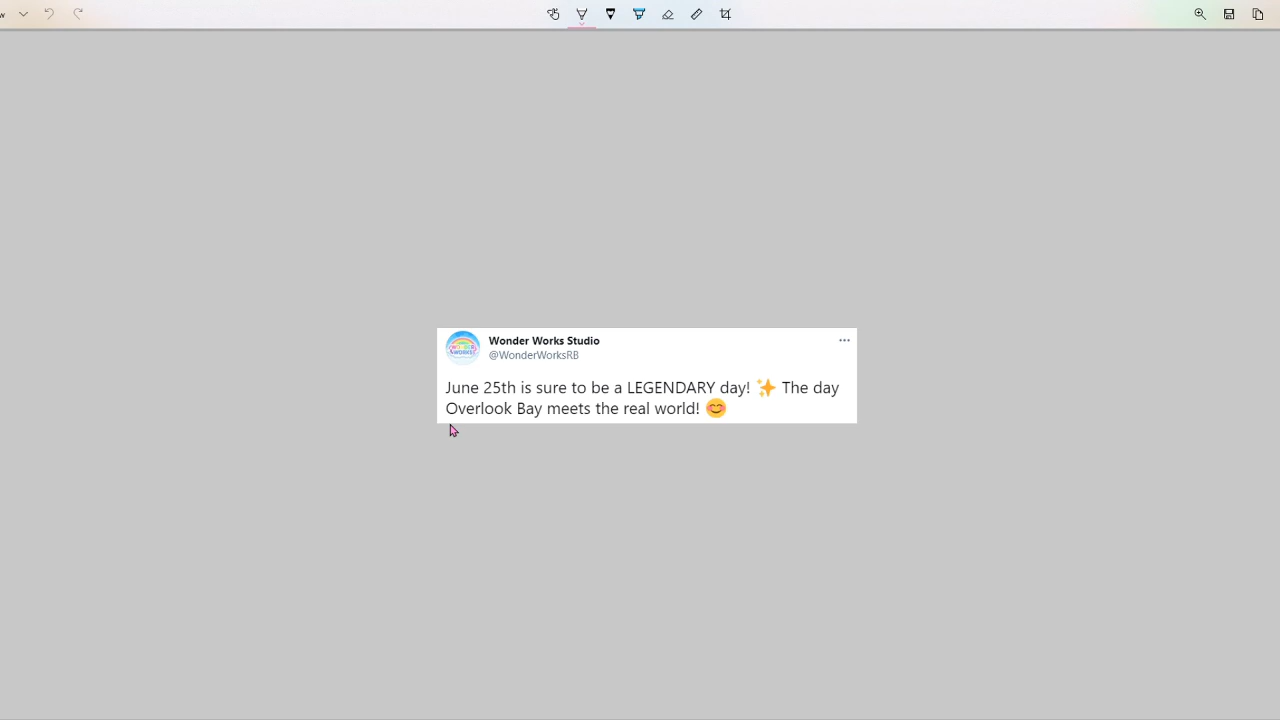 Wonder Works Studio
@WonderWorksRB
June 25th is sure to be a LEGENDARY day! ✨ The day
Overlook Bay meets the real world! 😊